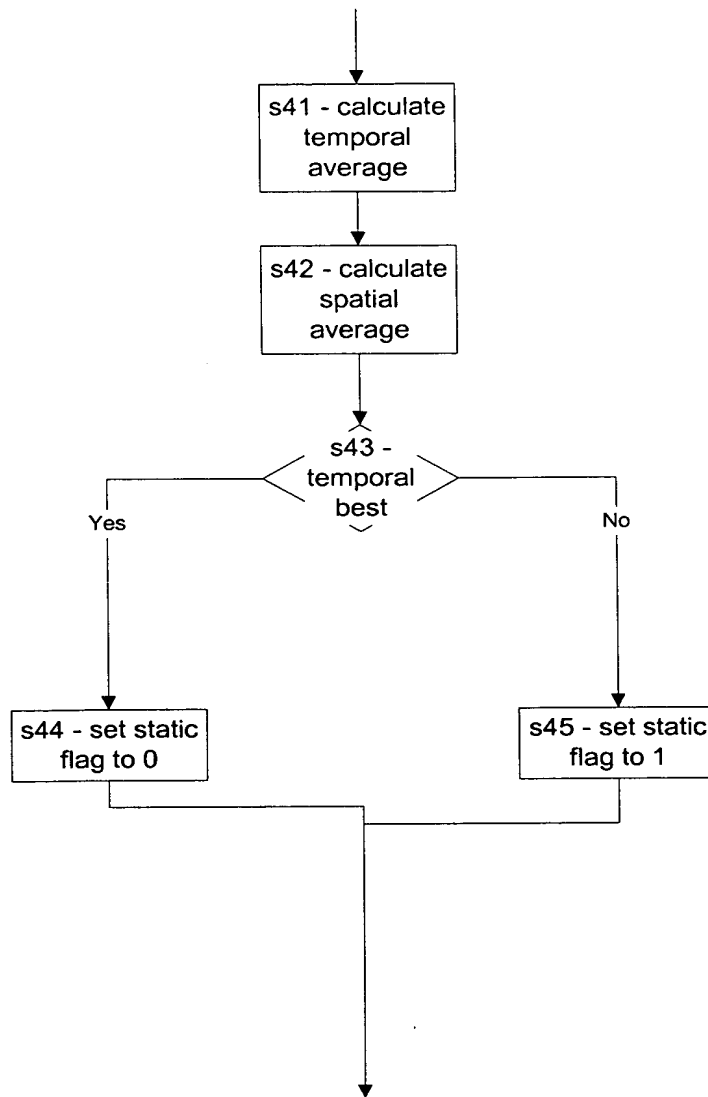 s41 - calculate
temporal
average
s42 - calculate
spatial
average
s43 -
temporal
best
Yes
No
s44 - set static
flag to 0
s45 - set static
flag to 1